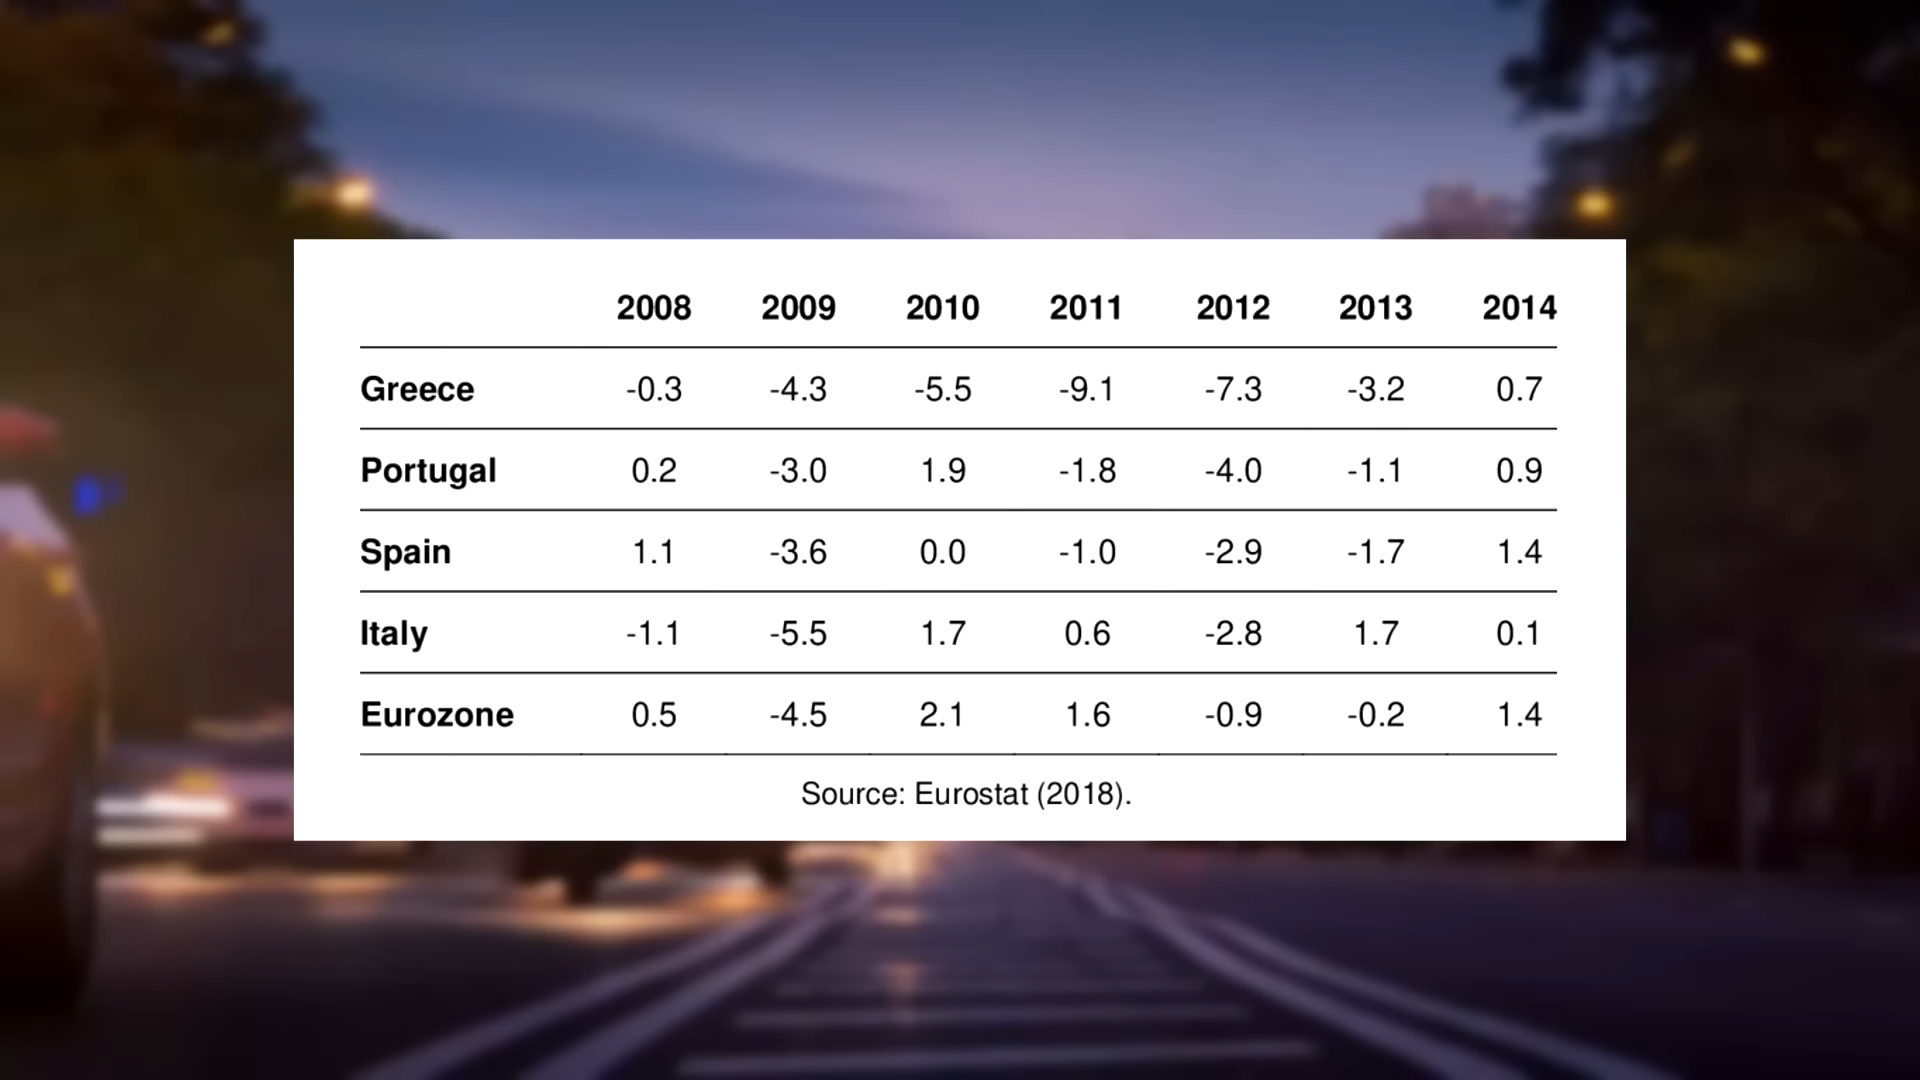 2008 2009 2010 2011 2012 2013 2014
Greece -0.3 -4.3 -5.5 -9.1 -7.3 -3.2 0.7
Portugal 0.2 -3.0 1.9 -1.8 -4.0 -1.1 0.9
Spain 1.1 -3.6 0.0 -1.0 -2.9 -1.7 1.4
Italy -1.1 -5.5 1.7 0.6 -2.8 1.7 0.1
Eurozone 0.5 -4.5 2.1 1.6 -0.9 -0.2 1.4
Source: Eurostat (2018).